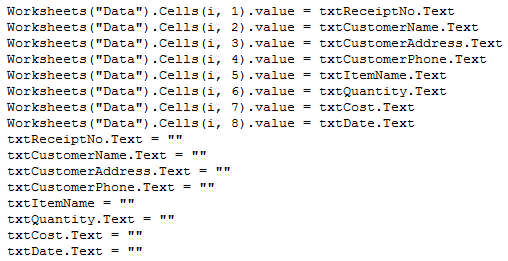 Worksheets("Data").Cells(i, 1).value = txtReceiptNo.Text
Worksheets("Data").Cells(i, 2).value = txtCustomerName.Text
Worksheets("Data").Cells(i, 3).value = txtCustomerAddress.Text
Worksheets("Data").Cells(i, 4).value = txtCustomerPhone.Text
Worksheets("Data").Cells(i, 5).value = txtItemName.Text
Worksheets("Data").Cells(i, 6).value = txtQuantity.Text
Worksheets("Data").Cells(i, 7).value = txtCost.Text
Worksheets("Data").Cells(i, 8).value = txtDate.Text
txtReceiptNo.Text = ""
txtCustomerName.Text = ""
txtCustomerAddress.Text = ""
txtCustomerPhone.Text = ""
txtItemName = ""
txtQuantity.Text = ""
txtCost.Text = ""
txtDate.Text = ""